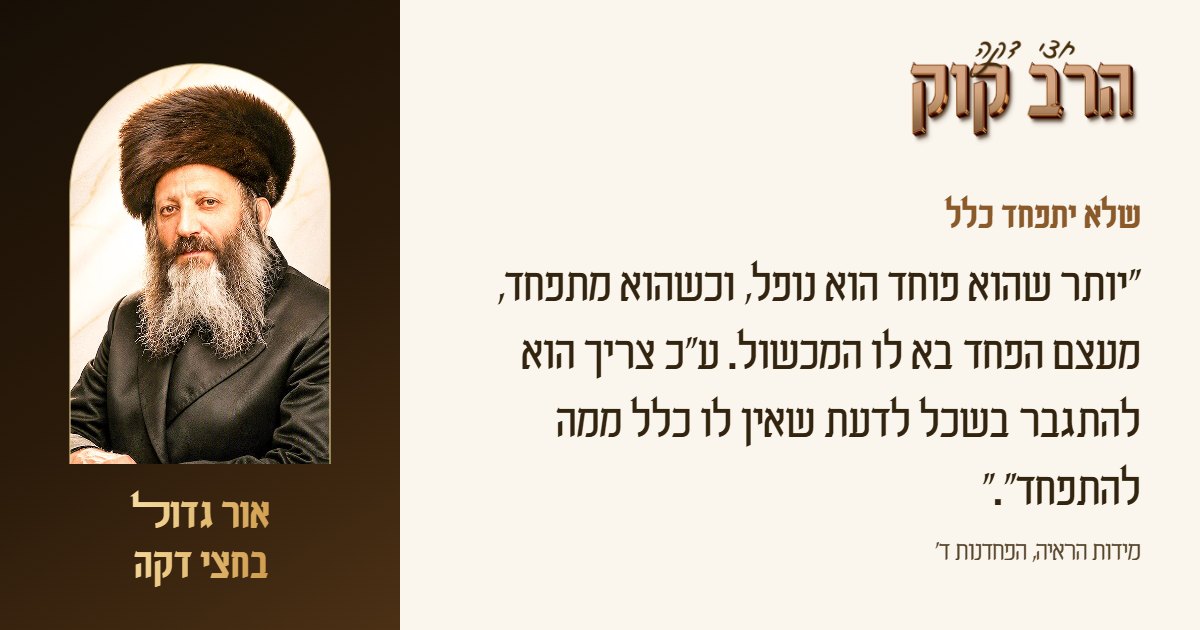 חצי דקה
הרב קוק
שלא יתפחד כלל
"יותר שהוא פוחד הוא נופל, וכשהוא מתפחד,
מעצם הפחד בא לו המכשול. ע"כ צריך הוא
להתגבר בשכל לדעת שאין לו כלל ממה
להתפחד"."
מידות הראיה, הפחדנות ד'
אור גדול
בחצי דקה